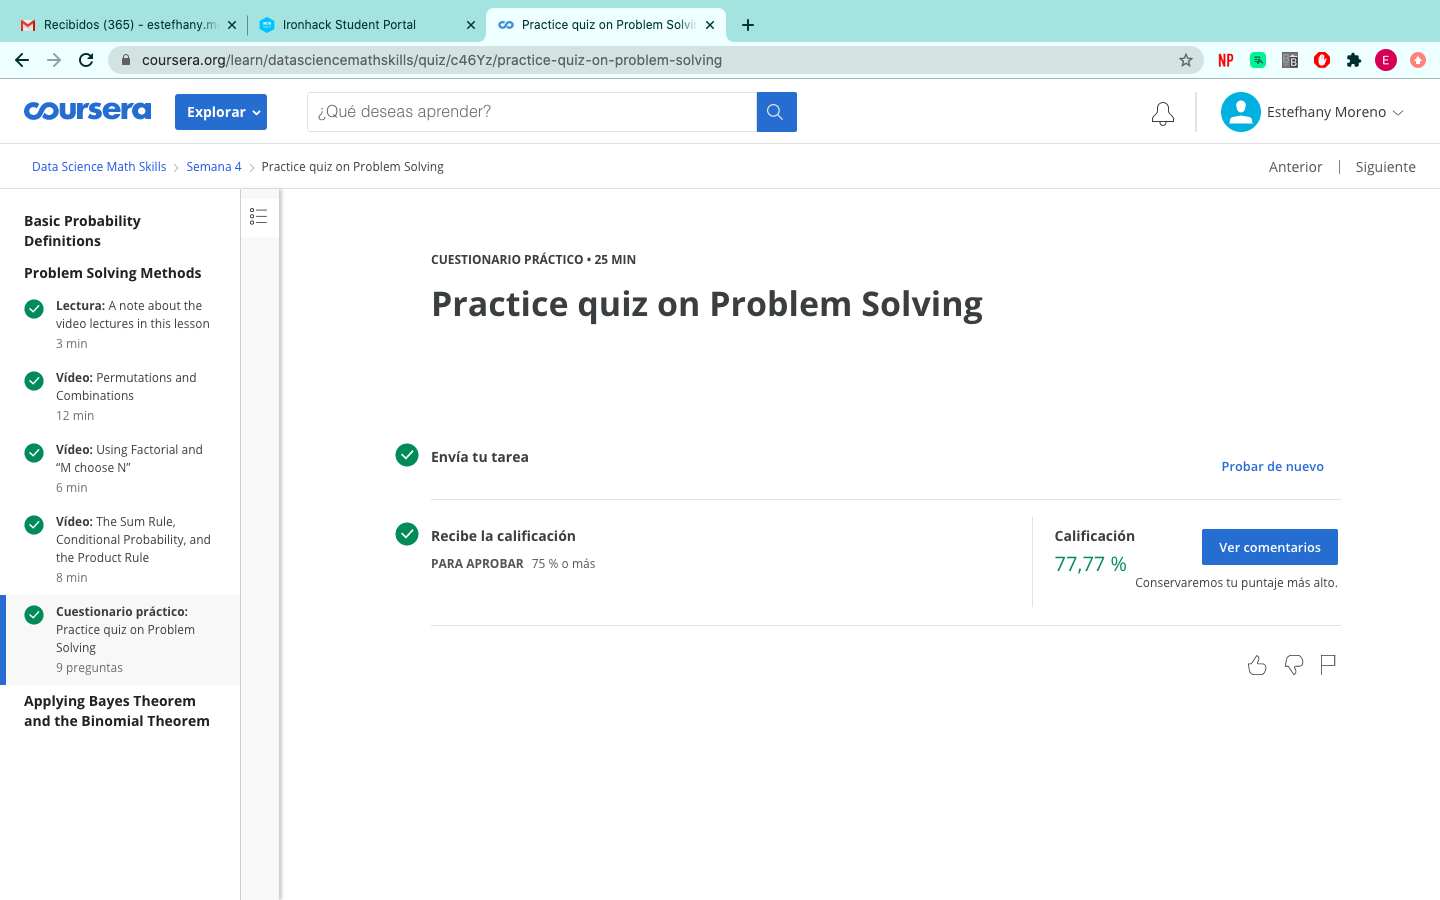 Recibidos (365) - estefhany.m
Ironhack Student Portal
Practice quiz on Problem Solvi
coursera.org/learn/datasciencemathskills/quiz/c46Yz/practice-quiz-on-problem-solving
NP
E
coursera
Explorar
¿Qué deseas aprender?
Estefhany Moreno
Data Science Math Skills
Semana 4
Practice quiz on Problem Solving
Anterior
Siguiente
Basic Probability
Definitions
Problem Solving Methods
Lectura: A note about the
video lectures in this lesson
3 min
Vídeo: Permutations and
Combinations
12 min
Vídeo: Using Factorial and
“M choose N”
6 min
Vídeo: The Sum Rule,
Conditional Probability, and
the Product Rule
8 min
Cuestionario práctico:
Practice quiz on Problem
Solving
9 preguntas
Applying Bayes Theorem
and the Binomial Theorem
CUESTIONARIO PRÁCTICO • 25 MIN
Practice quiz on Problem Solving
Envía tu tarea
Probar de nuevo
Recibe la calificación
PARA APROBAR 75 % o más
Calificación
77,77 %
Ver comentarios
Conservaremos tu puntaje más alto.